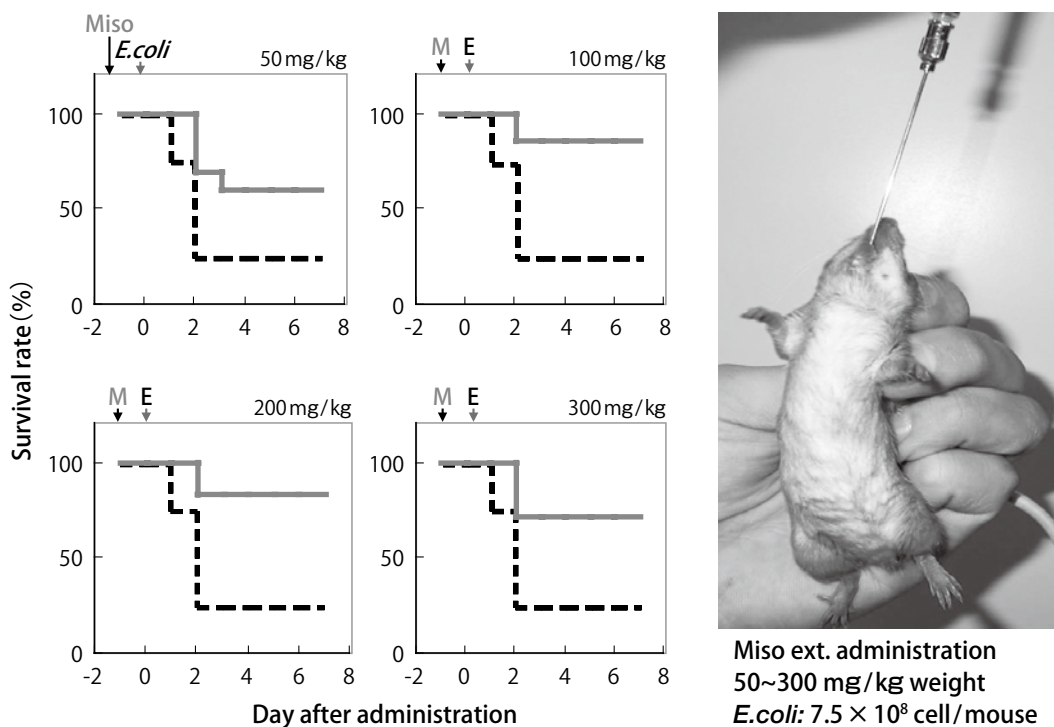 Miso
E.coli
50 mg/kg
M E
100 mg/kg
100
50
0
-2 0 2 4 6 8
100
50
0
-2 0 2 4 6 8
M E
200 mg/kg
M E
300 mg/kg
100
50
0
-2 0 2 4 6 8
100
50
0
-2 0 2 4 6 8
Survival rate (%)
Day after administration
Miso ext. administration
50~300 mg/kg weight
E.coli: 7.5 × 10⁸ cell/mouse